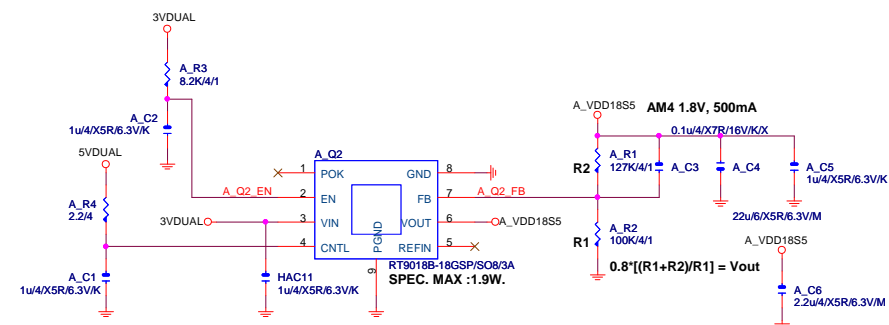 3VDUAL
A_R3
8.2K/4/1
A_C2
1u/4/X5R/6.3V/K
5VDUAL
A_R4
2.2/4
A_C1
1u/4/X5R/6.3V/K
A_Q2_EN
3VDUAL
HAC11
1u/4/X5R/6.3V/K
A_Q2
1 POK GND 8
2 EN FB 7
3 VIN VOUT 6
4 CNTL REFIN 5
PGND
9
RT9018B-18GSP/SO8/3A
SPEC. MAX :1.9W.
A_Q2_FB
A_VDD18S5
A_VDD18S5
AM4 1.8V, 500mA
0.1u/4/X7R/16V/K/X
R2
A_R1
127K/4/1
A_C3
A_C4
A_C5
1u/4/X5R/6.3V/K
22u/6/X5R/6.3V/M
R1
A_R2
100K/4/1
0.8*[(R1+R2)/R1] = Vout
A_VDD18S5
A_C6
2.2u/4/X5R/6.3V/M